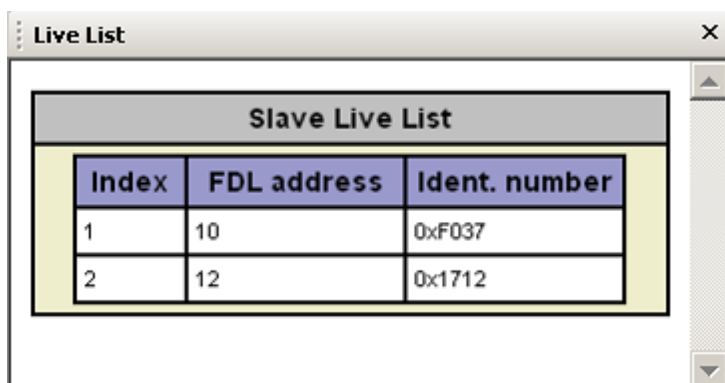 Live List
Slave Live List
Index FDL address Ident. number
1 10 0xF037
2 12 0x1712